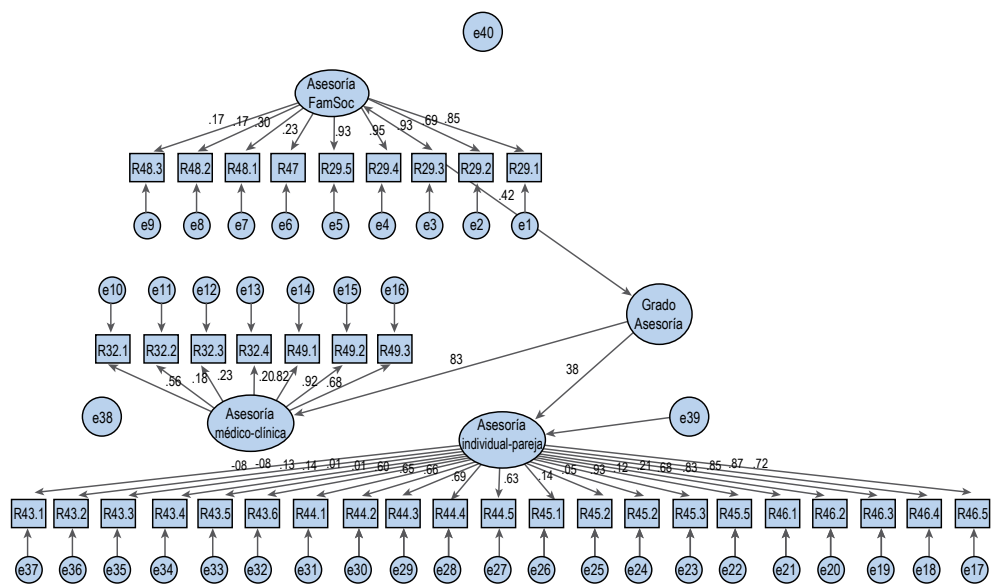 e40
Asesoría
FamSoc
.17 .17 .30 .23 .93 .95 .93 .69 .85
R48.3 R48.2 R48.1 R47 R29.5 R29.4 R29.3 R29.2 R29.1
.42
e9 e8 e7 e6 e5 e4 e3 e2 e1
e10 e11 e12 e13 e14 e15 e16
Grado
Asesoría
R32.1 R32.2 R32.3 R32.4 R49.1 R49.2 R49.3
83
38
.56 .18 .23 .20 .82 .92 .68
e38
Asesoría
médico-clínica
e39
Asesoría
individual-pareja
-08 -08 .13 .14 .01 .01 .60 .65 .66 .69 .63 .14 .05 .93 .12 .21 .68 .83 .85 .87 .72
R43.1 R43.2 R43.3 R43.4 R43.5 R43.6 R44.1 R44.2 R44.3 R44.4 R44.5 R45.1 R45.2 R45.2 R45.3 R45.5 R46.1 R46.2 R46.3 R46.4 R46.5
e37 e36 e35 e34 e33 e32 e31 e30 e29 e28 e27 e26 e25 e24 e23 e22 e21 e20 e19 e18 e17